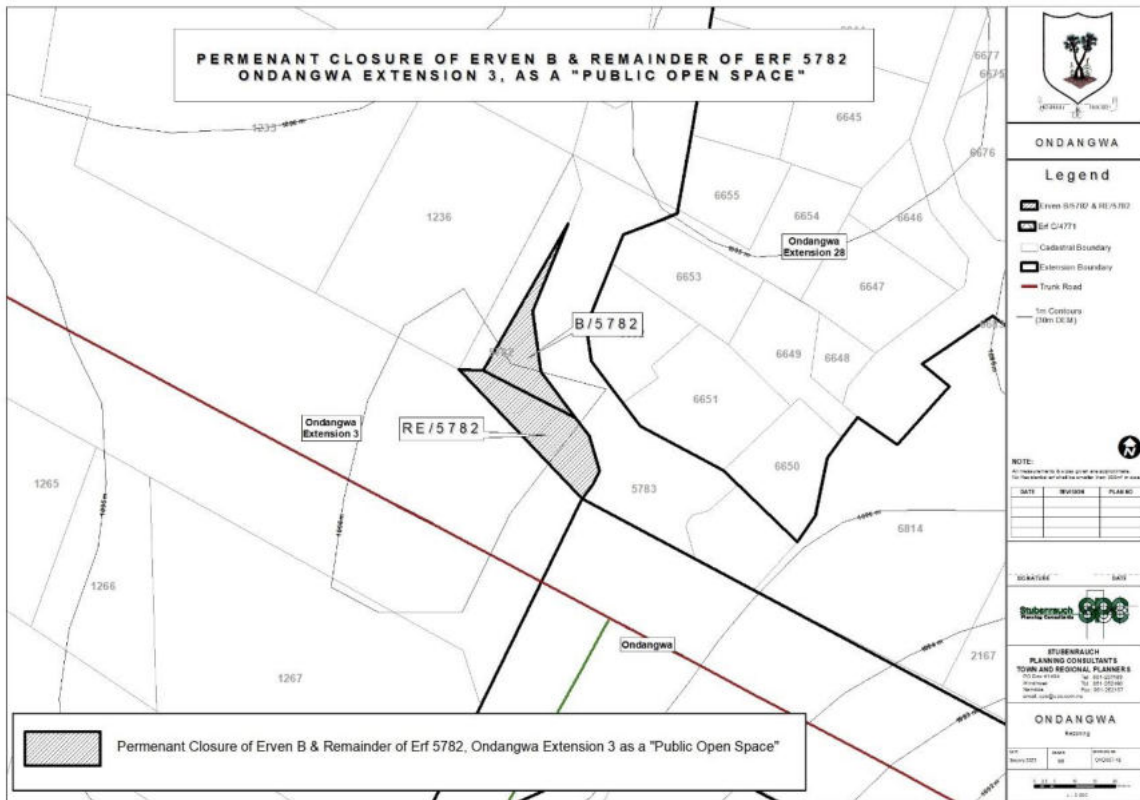 PERMENANT CLOSURE OF ERVEN B & REMAINDER OF ERF 5782
ONDANGWA EXTENSION 3, AS A "PUBLIC OPEN SPACE"
1235
1236
6645
6677
6675
6676
6655
6654
6646
Ondangwa
Extension 28
6653
6647
B/5782
6649
6648
6651
RE/5782
Ondangwa
Extension 3
6650
1265
5783
6814
1266
Ondangwa
2167
1267
Permenant Closure of Erven B & Remainder of Erf 5782, Ondangwa Extension 3 as a "Public Open Space"
ONDANGWA
Legend
Erven B/5782 & RE/5782
Erf C/4771
Cadastral Boundary
Extension Boundary
Trunk Road
1m Contours
(30m DEM)
N
NOTE:
DATE REVISION PLAN NO
SIGNATURE DATE
Stubenrauch SPC
Planning Consultants
STUBENRAUCH
PLANNING CONSULTANTS
TOWN AND REGIONAL PLANNERS
ONDANGWA
Rezoning